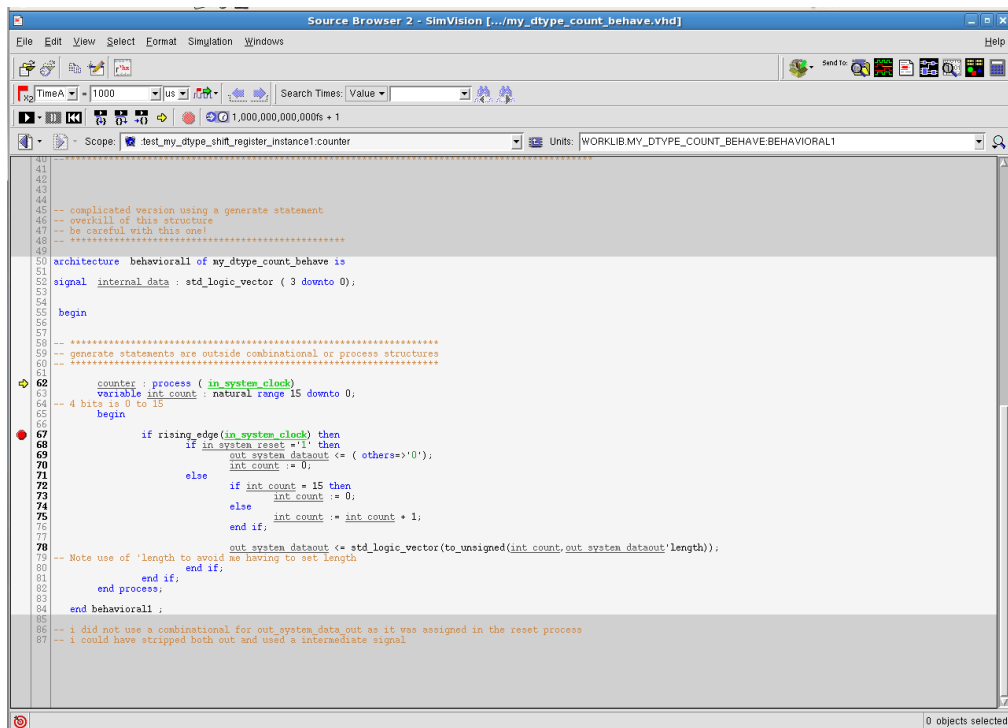 Source Browser 2 - SimVision [.../my_dtype_count_behave.vhd]
File Edit View Select Format Simulation Windows Help
Send to:
TimeA = 1000 us Search Times: Value
1,000,000,000,000fs + 1
Scope: :test_my_dtype_shift_register_instance1:counter Units: WORKLIB.MY_DTYPE_COUNT_BEHAVE:BEHAVIORAL1
40 --************************************************************************************************
41
42
43
44
45 -- complicated version using a generate statement
46 -- overkill of this structure
47 -- be careful with this one!
48 -- **************************************************
49
50 architecture behavioral1 of my_dtype_count_behave is
51
52 signal internal_data : std_logic_vector ( 3 downto 0);
53
54
55 begin
56
57
58 -- *******************************************************************
59 -- generate statements are outside combinational or process structures
60 -- *******************************************************************
61
62 counter : process ( in_system_clock)
63 variable int_count : natural range 15 downto 0;
64 -- 4 bits is 0 to 15
65 begin
66
67 if rising_edge(in_system_clock) then
68 if in_system_reset ='1' then
69 out_system_dataout <= ( others=>'0');
70 int_count := 0;
71 else
72 if int_count = 15 then
73 int_count := 0;
74 else
75 int_count := int_count + 1;
76 end if;
77
78 out_system_dataout <= std_logic_vector(to_unsigned(int_count,out_system_dataout'length));
79 -- Note use of 'length to avoid me having to set length
80 end if;
81 end if;
82 end process;
83
84 end behavioral1 ;
85
86 -- i did not use a combinational for out_system_data_out as it was assigned in the reset process
87 -- i could have stripped both out and used a intermediate signal
0 objects selected